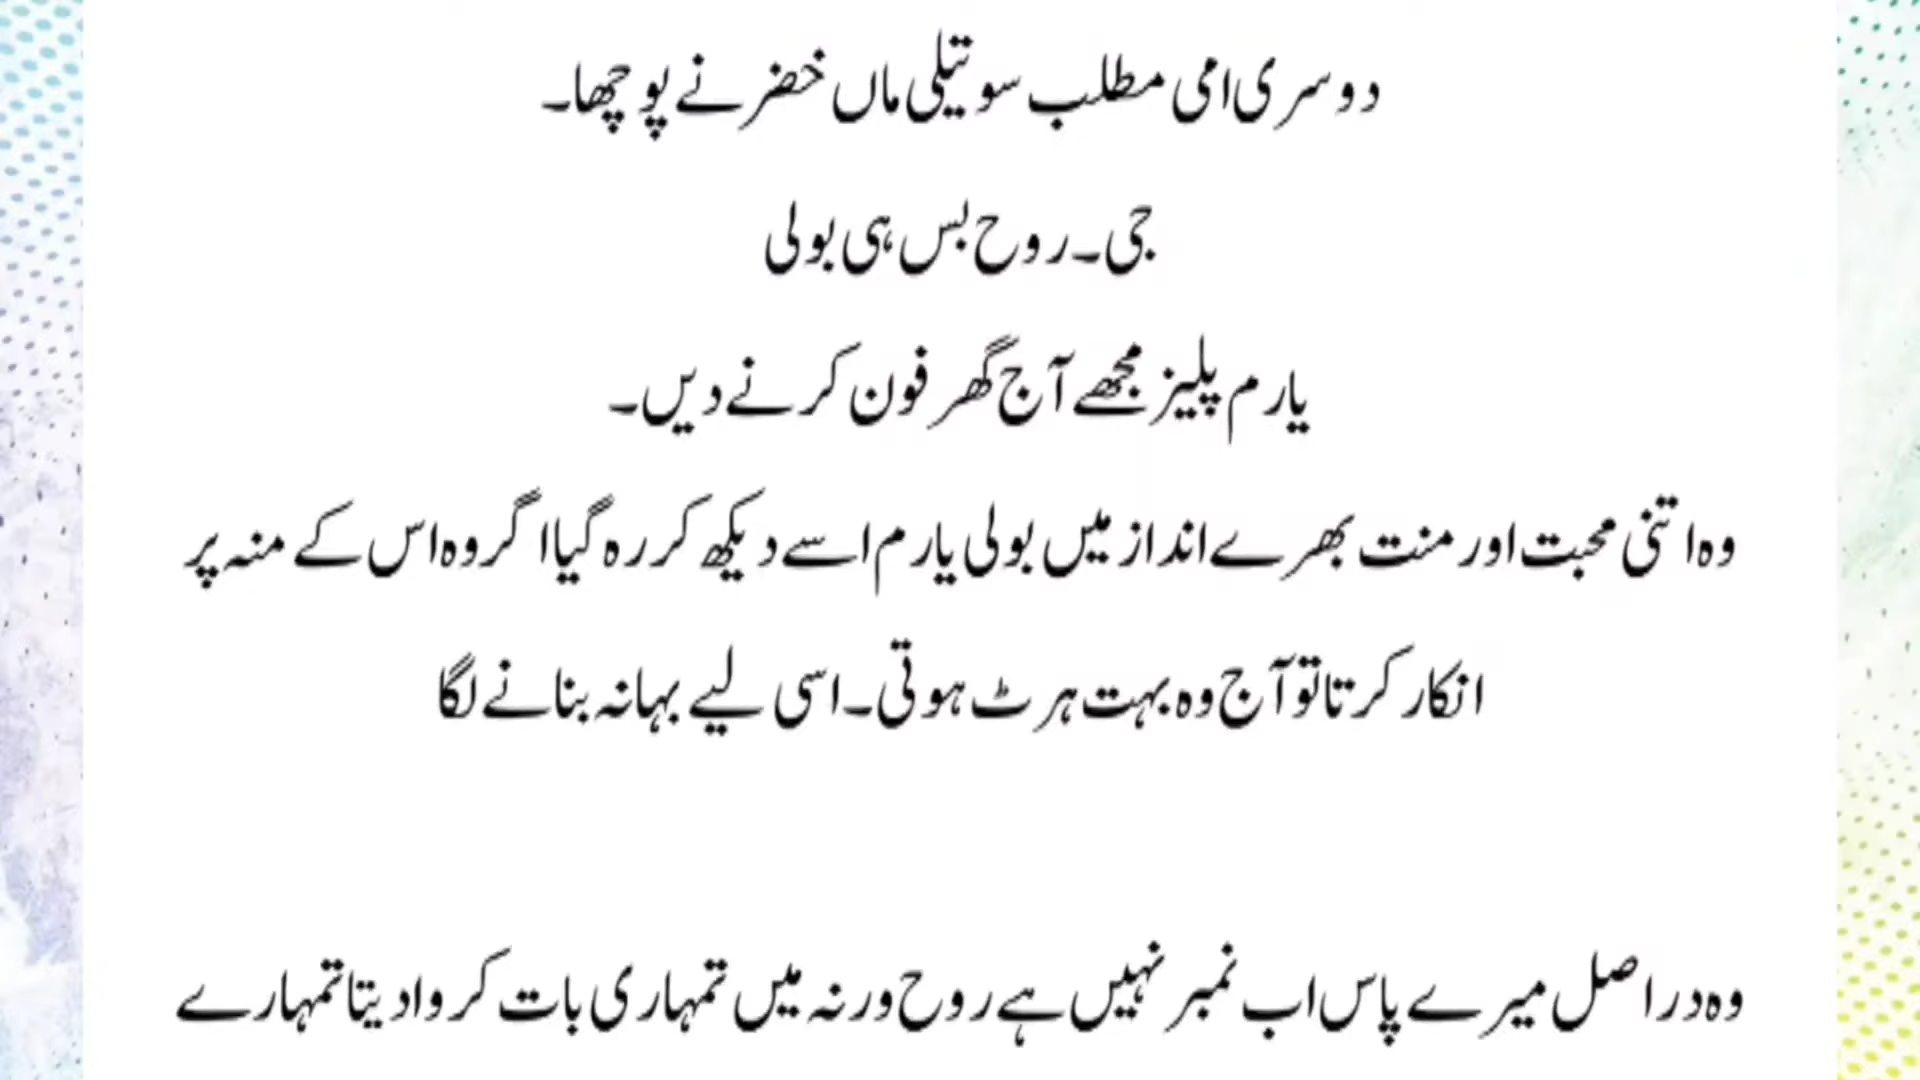 دوسری امی مطلب سوتیلی ماں خضر نے پوچھا۔
جی۔ روح بس ہی بولی
یارم پلیز مجھے آج گھر فون کرنے دیں۔
وہ اتنی محبت اور منت بھرے انداز میں بولی یارم اسے دیکھ کر رہ گیا اگر وہ اس کے منہ پر
انکار کرتا تو آج وہ بہت ہرٹ ہوتی۔ اسی لیے بہانہ بنانے لگا
وہ دراصل میرے پاس اب نمبر نہیں ہے روح ورنہ میں تمہاری بات کروا دیتا تمہارے